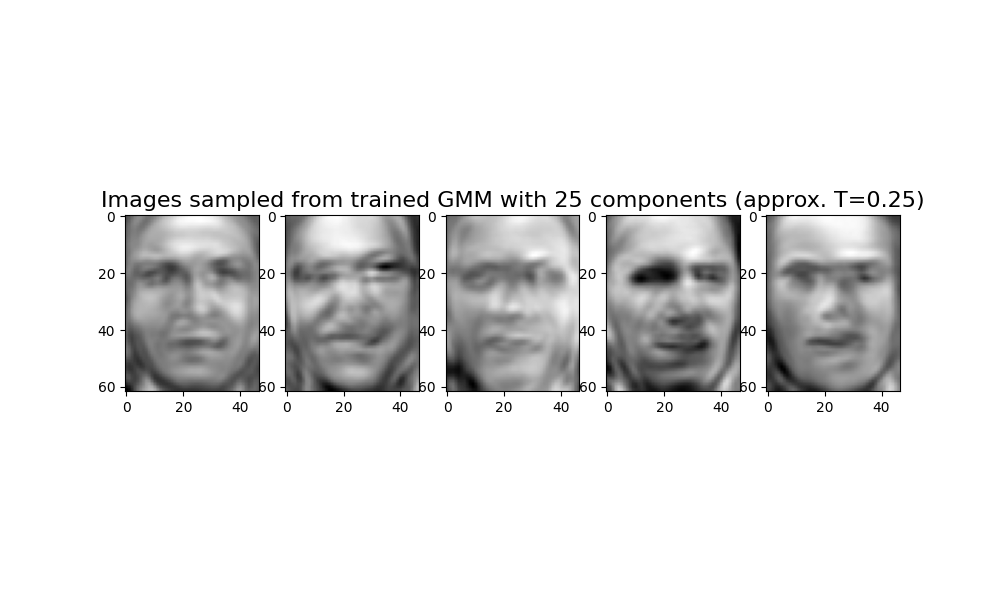 Images sampled from trained GMM with 25 components (approx. T=0.25)
0 0 0 0 0
20 20 20 20 20
40 40 40 40 40
60 60 60 60 60
0 20 40 0 20 40 0 20 40 0 20 40 0 20 40